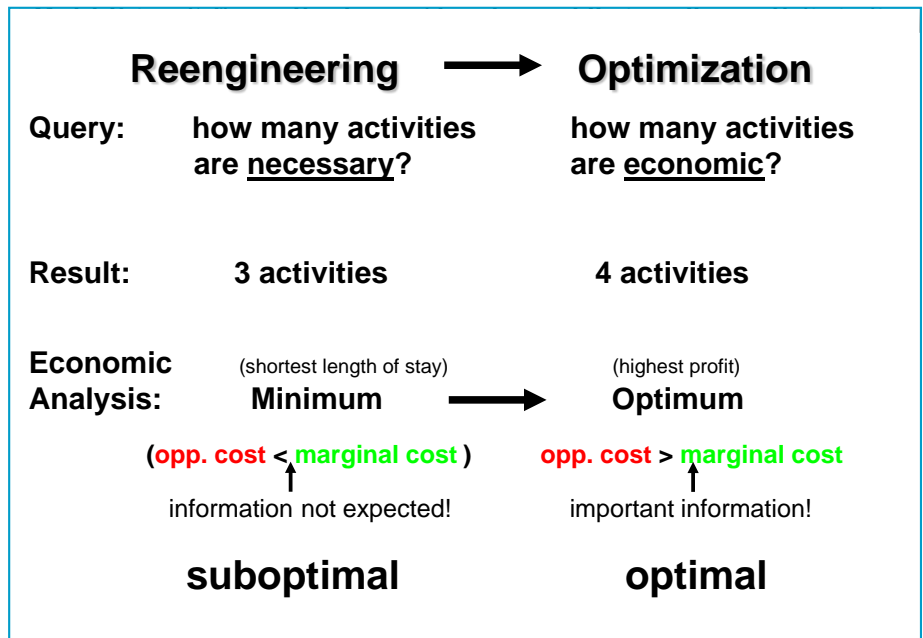 Reengineering Optimization
Query: how many activities how many activities
are necessary? are economic?
Result: 3 activities 4 activities
Economic (shortest length of stay) (highest profit)
Analysis: Minimum Optimum
(opp. cost < marginal cost ) opp. cost > marginal cost
information not expected! important information!
suboptimal optimal